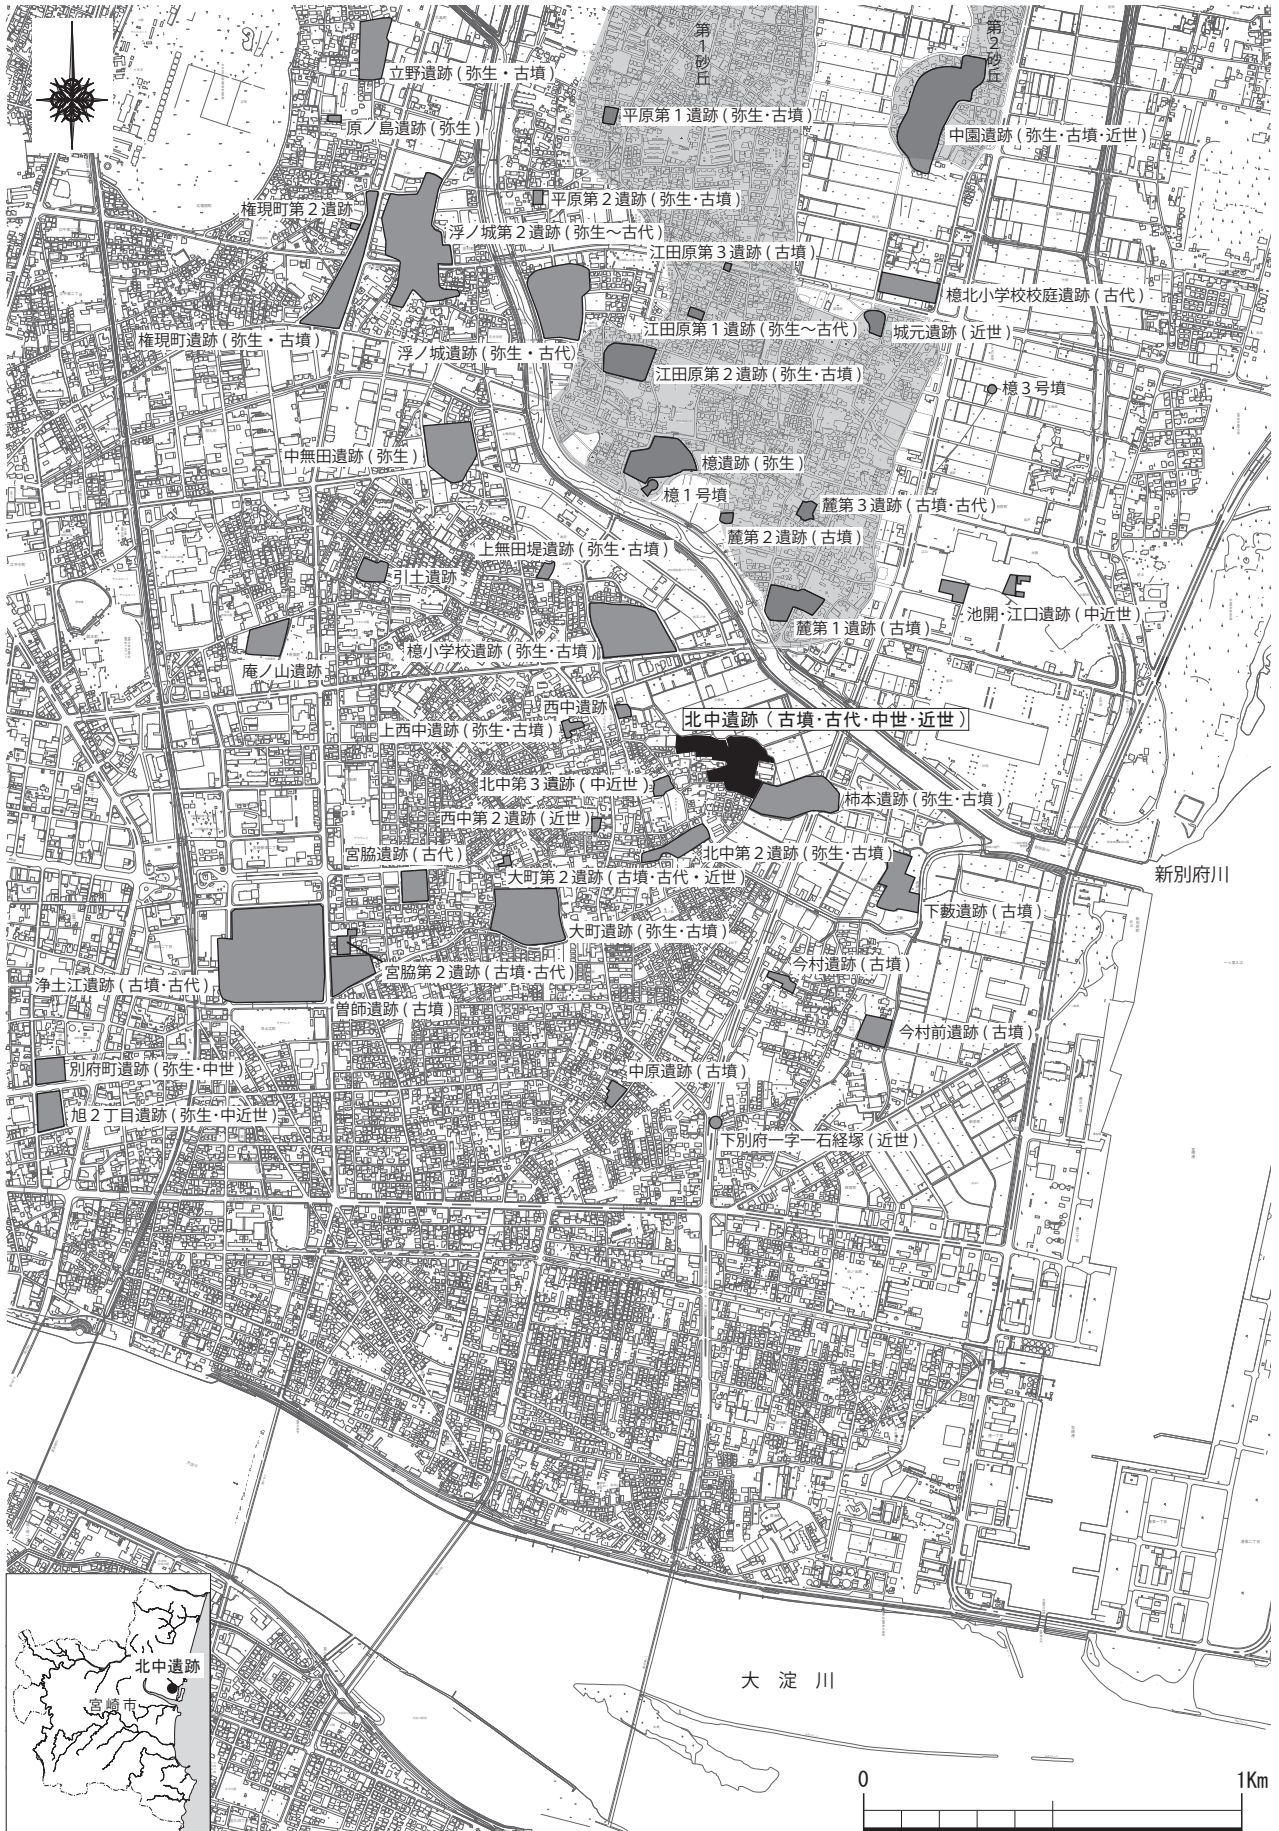 第1砂丘
第2砂丘
立野遺跡(弥生・古墳)
原ノ島遺跡(弥生)
平原第1遺跡(弥生・古墳)
中園遺跡(弥生・古墳・近世)
権現町第2遺跡
平原第2遺跡(弥生・古墳)
浮ノ城第2遺跡(弥生～古代)
江田原第3遺跡(古墳)
檍北小学校校庭遺跡(古代)
江田原第1遺跡(弥生～古代)
城元遺跡(近世)
権現町遺跡(弥生・古墳)
浮ノ城遺跡(弥生・古代)
江田原第2遺跡(弥生・古墳)
檍3号墳
中無田遺跡(弥生)
檍遺跡(弥生)
檍1号墳
麓第3遺跡(古墳・古代)
麓第2遺跡(古墳)
上無田堤遺跡(弥生・古墳)
引土遺跡
池開・江口遺跡(中近世)
麓第1遺跡(古墳)
檍小学校遺跡(弥生・古墳)
庵ノ山遺跡
西中遺跡
北中遺跡(古墳・古代・中世・近世)
上西中遺跡(弥生・古墳)
北中第3遺跡(中近世)
柿本遺跡(弥生・古墳)
西中第2遺跡(近世)
宮脇遺跡(古代)
北中第2遺跡(弥生・古墳)
新別府川
大町第2遺跡(古墳・古代・近世)
下藪遺跡(古墳)
大町遺跡(弥生・古墳)
今村遺跡(古墳)
宮脇第2遺跡(古墳・古代)
浄土江遺跡(古墳・古代)
曽師遺跡(古墳)
今村前遺跡(古墳)
別府町遺跡(弥生・中世)
中原遺跡(古墳)
旭2丁目遺跡(弥生・中近世)
下別府一字一石経塚(近世)
北中遺跡
宮崎市
大淀川
0
1Km